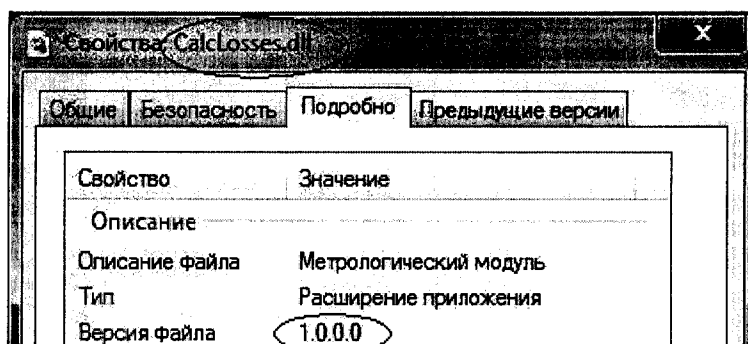 Свойства: CalcLosses.dll
Общие Безопасность Подробно Предыдущие версии
Свойство Значение
Описание
Описание файла Метрологический модуль
Тип Расширение приложения
Версия файла 1.0.0.0